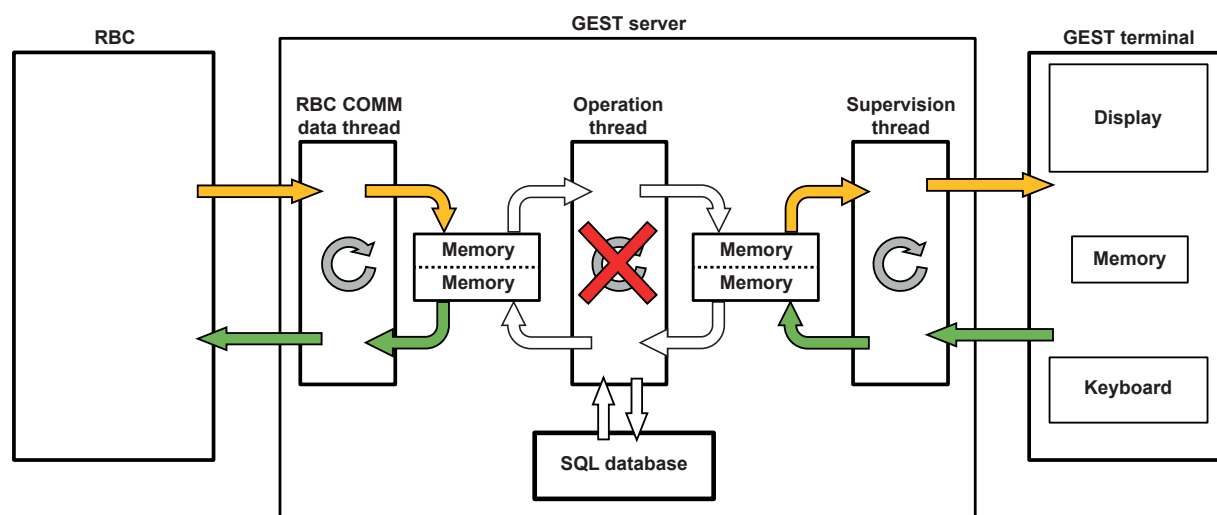 GEST server
RBC
GEST terminal
RBC COMM
data thread
Operation
thread
Supervision
thread
Display
Memory
Memory
Memory
Memory
Memory
Keyboard
SQL database